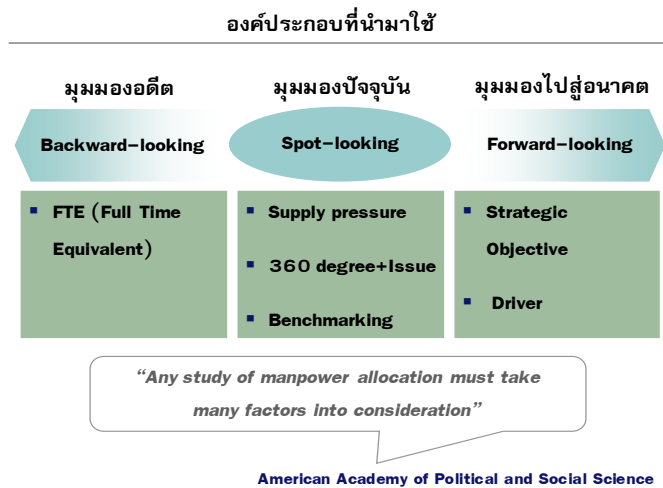 องค์ประกอบที่นำมาใช้
มุมมองอดีต
Backward-looking
▪ FTE (Full Time
Equivalent)
มุมมองปัจจุบัน
Spot-looking
▪ Supply pressure
▪ 360 degree+Issue
▪ Benchmarking
มุมมองไปสู่อนาคต
Forward-looking
▪ Strategic
Objective
▪ Driver
“Any study of manpower allocation must take
many factors into consideration”
American Academy of Political and Social Science